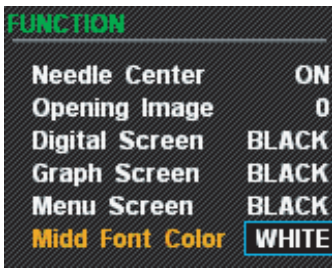 FUNCTION
Needle Center ON
Opening Image 0
Digital Screen BLACK
Graph Screen BLACK
Menu Screen BLACK
Midd Font Color WHITE